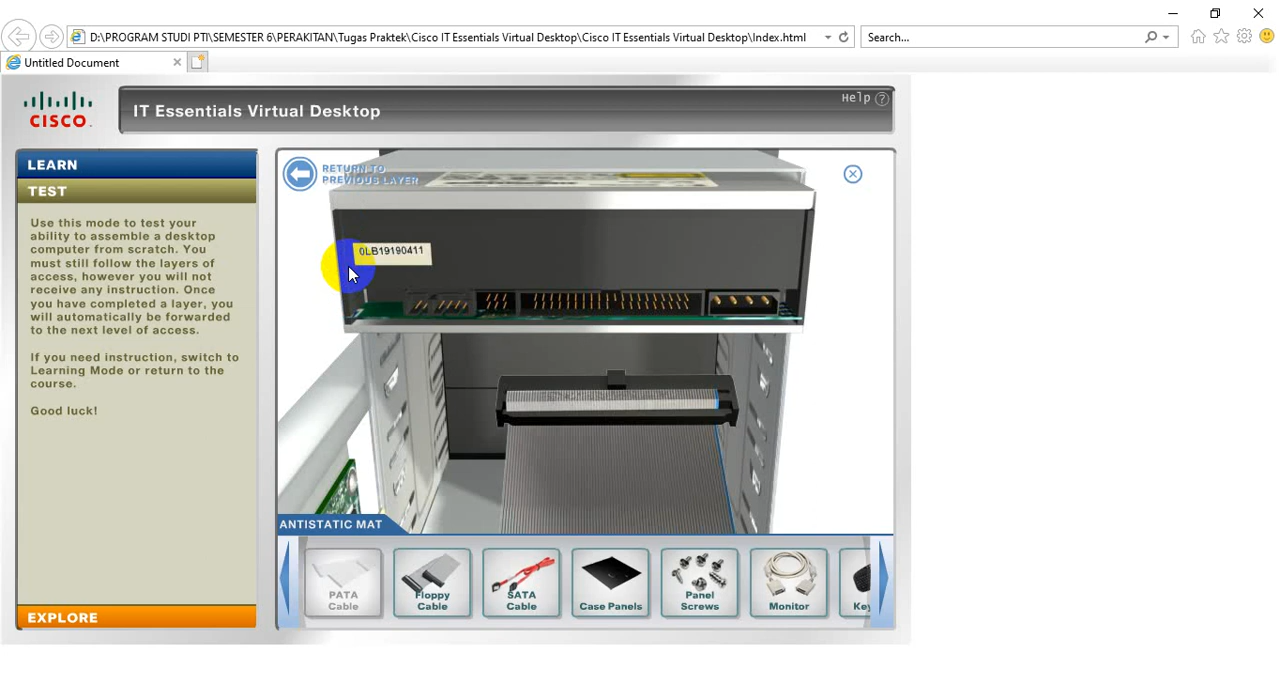 D:\PROGRAM STUDI PTI\SEMESTER 6\PERAKITAN\Tugas Praktek\Cisco IT Essentials Virtual Desktop\Cisco IT Essentials Virtual Desktop\Index.html
Search...
Untitled Document
CISCO.
IT Essentials Virtual Desktop
Help ?
LEARN
TEST
Use this mode to test your
ability to assemble a desktop
computer from scratch. You
must still follow the layers of
access, however you will not
receive any instruction. Once
you have completed a layer, you
will automatically be forwarded
to the next level of access.
If you need instruction, switch to
Learning Mode or return to the
course.
Good luck!
EXPLORE
RETURN TO
PREVIOUS LAYER
0LB19190411
ANTISTATIC MAT
PATA
Cable
Floppy
Cable
SATA
Cable
Case Panels
Panel
Screws
Monitor
Key